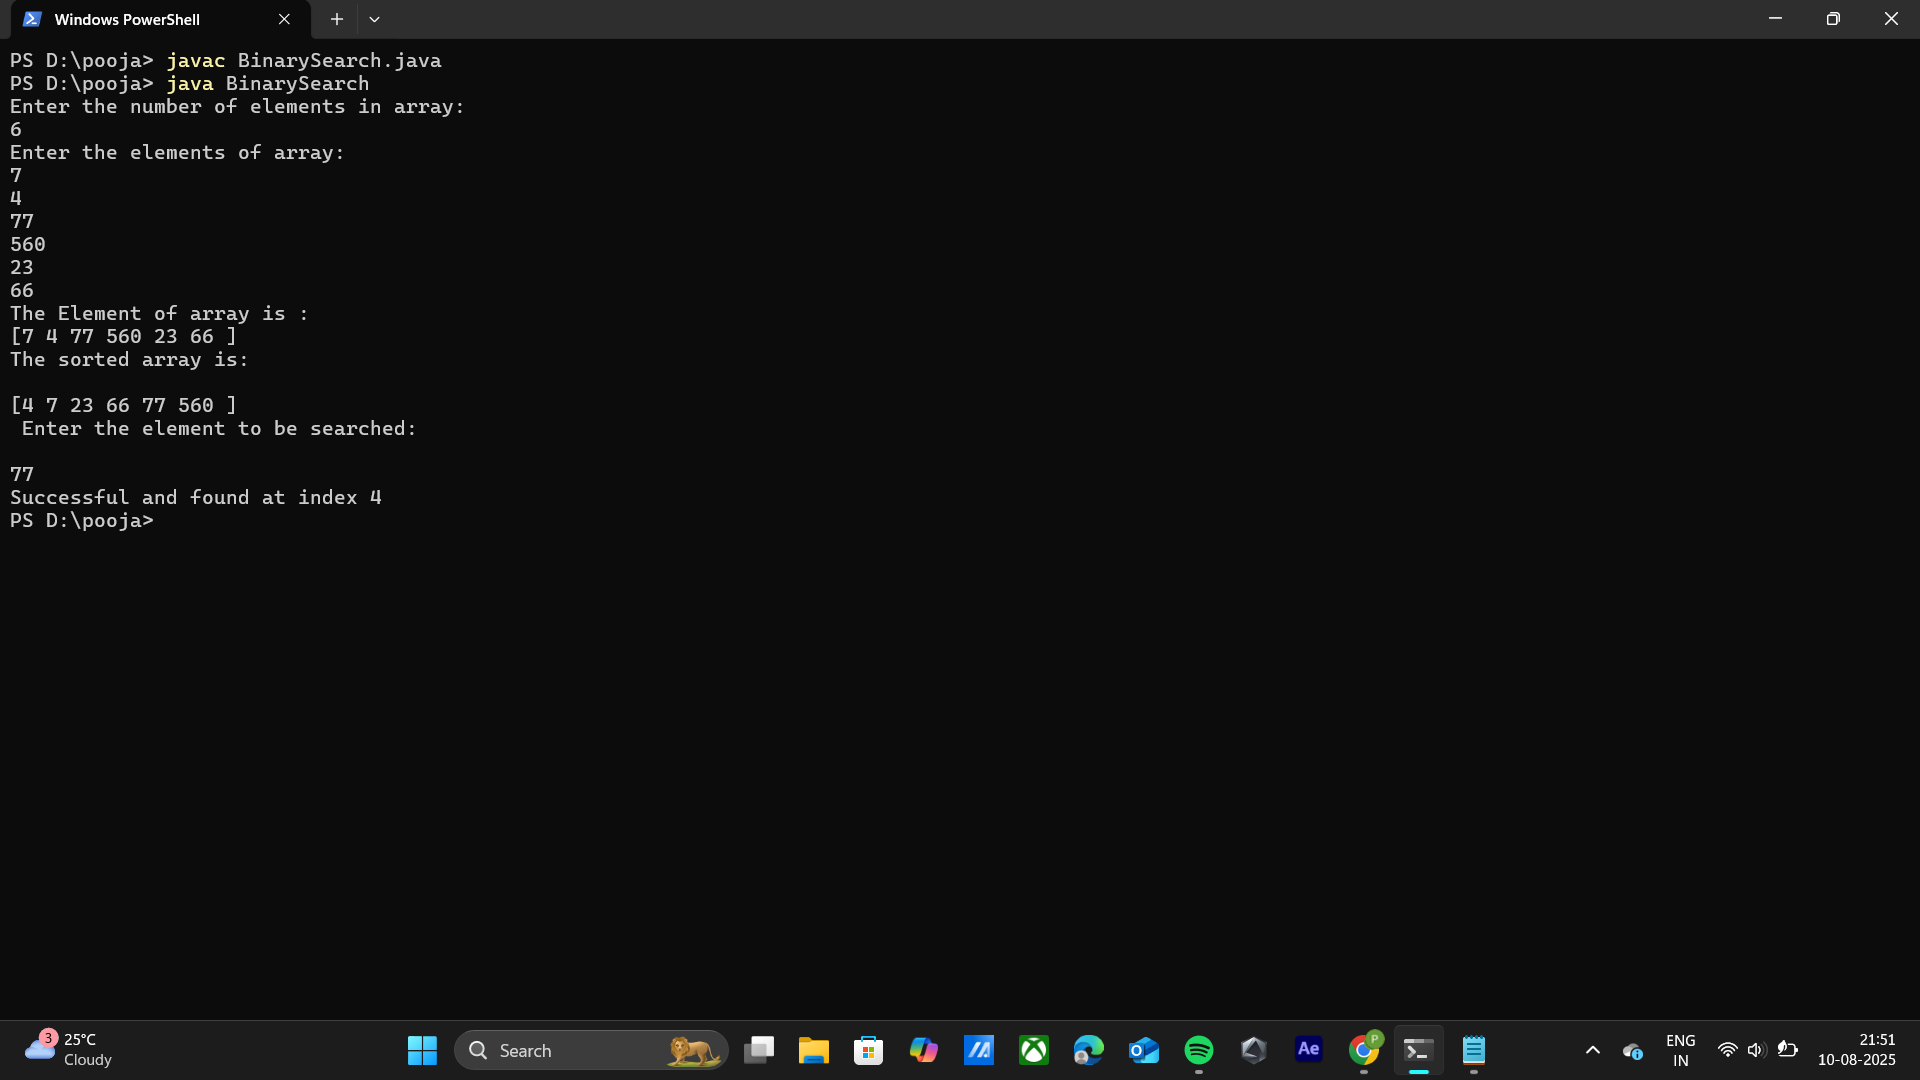 Windows PowerShell
PS D:\pooja> javac BinarySearch.java
PS D:\pooja> java BinarySearch
Enter the number of elements in array:
6
Enter the elements of array:
7
4
77
560
23
66
The Element of array is :
[7 4 77 560 23 66 ]
The sorted array is:

[4 7 23 66 77 560 ]
 Enter the element to be searched:

77
Successful and found at index 4
PS D:\pooja>
3
25°C
Cloudy
Search
Ae
P
ENG
IN
21:51
10-08-2025